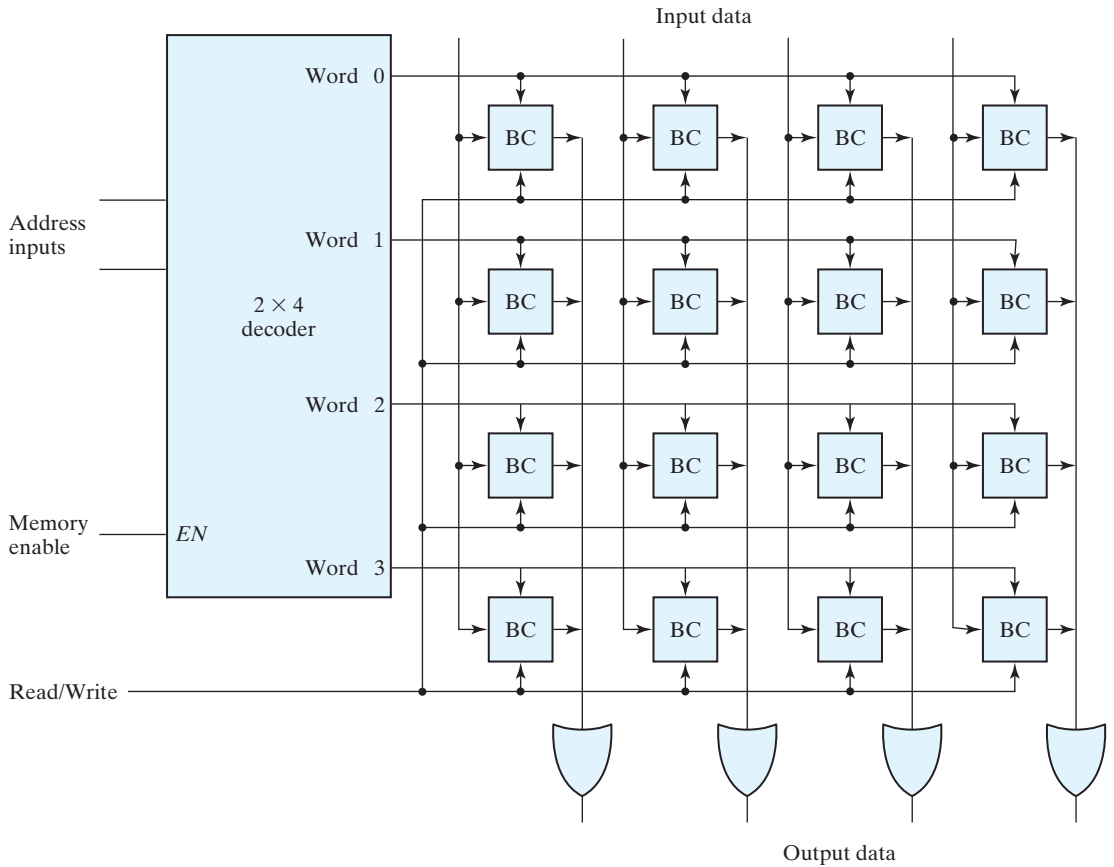 Input data
Word 0
BC BC BC BC
Address
inputs
Word 1
2 × 4
decoder
BC BC BC BC
Word 2
BC BC BC BC
Memory
enable
EN
Word 3
BC BC BC BC
Read/Write
Output data